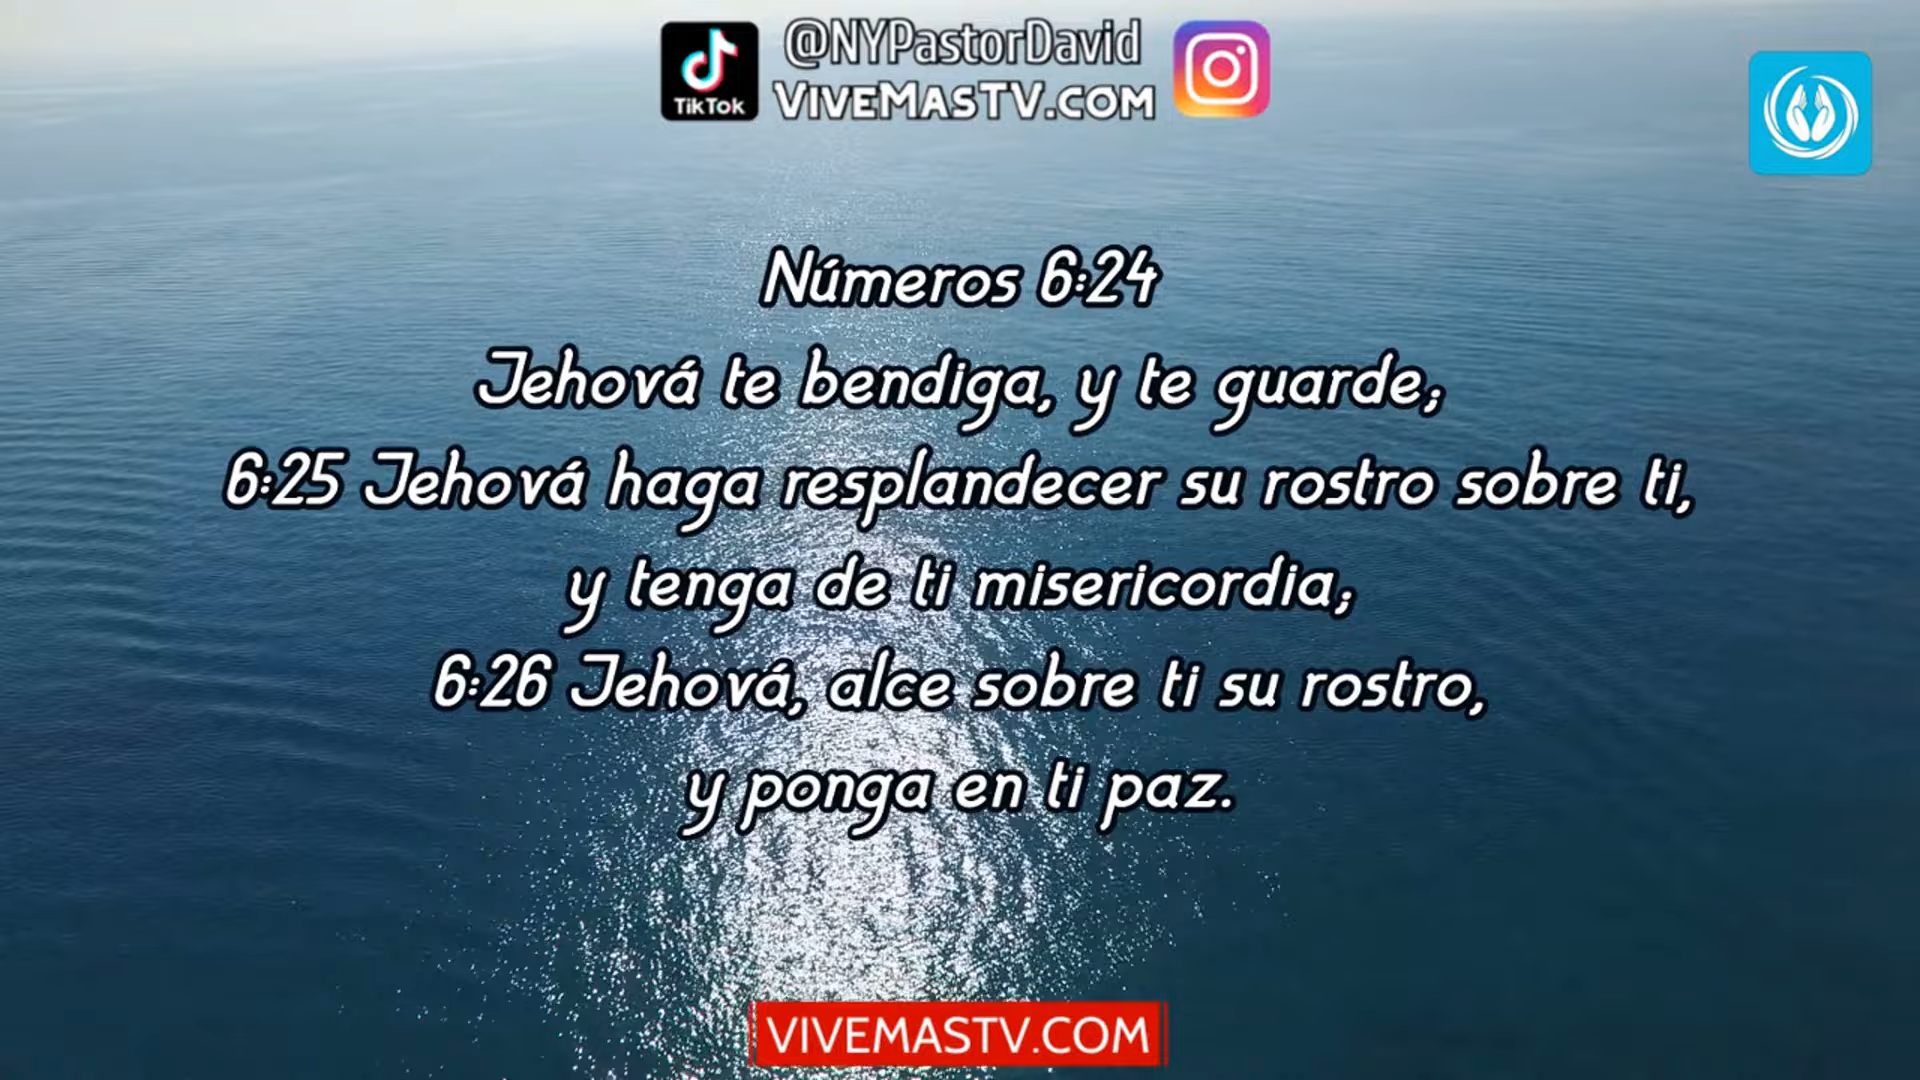 TikTok
@NYPastorDavid
VIVEMASTV.COM
Números 6:24
Jehová te bendiga, y te guarde;
6:25 Jehová haga resplandecer su rostro sobre ti,
y tenga de ti misericordia;
6:26 Jehová, alce sobre ti su rostro,
y ponga en ti paz.
VIVEMASTV.COM